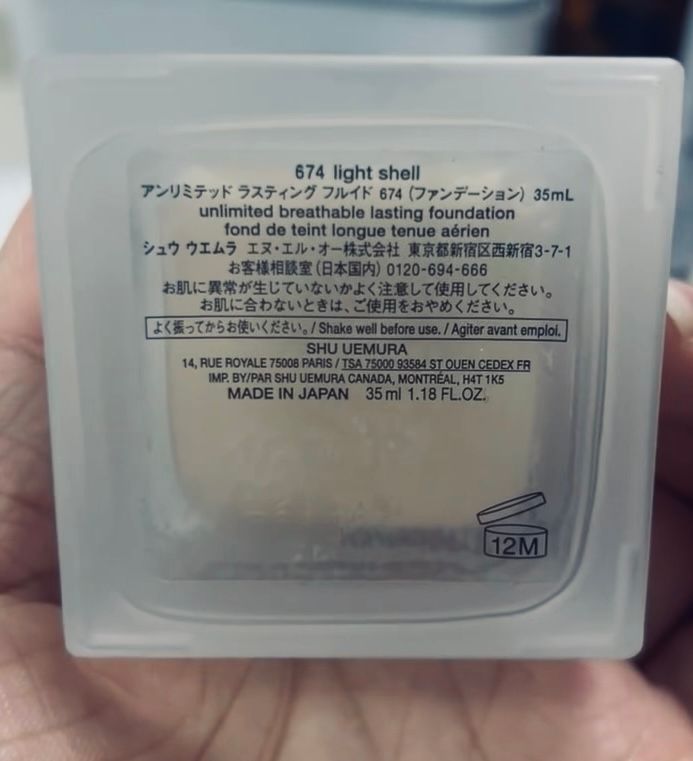 674 light shell
アンリミテッド ラスティング フルイド 674 (ファンデーション) 35mL
unlimited breathable lasting foundation
fond de teint longue tenue aérien
シュウ ウエムラ エヌ・エル・オー株式会社 東京都新宿区西新宿3-7-1
お客様相談室(日本国内) 0120-694-666
お肌に異常が生じていないかよく注意して使用してください。
お肌に合わないときは、ご使用をおやめください。
よく振ってからお使いください。/ Shake well before use. / Agiter avant emploi.
SHU UEMURA
14, RUE ROYALE 75008 PARIS / TSA 75000 93584 ST OUEN CEDEX FR
IMP. BY/PAR SHU UEMURA CANADA, MONTRÉAL, H4T 1K5
MADE IN JAPAN 35 ml 1.18 FL.OZ.
12M